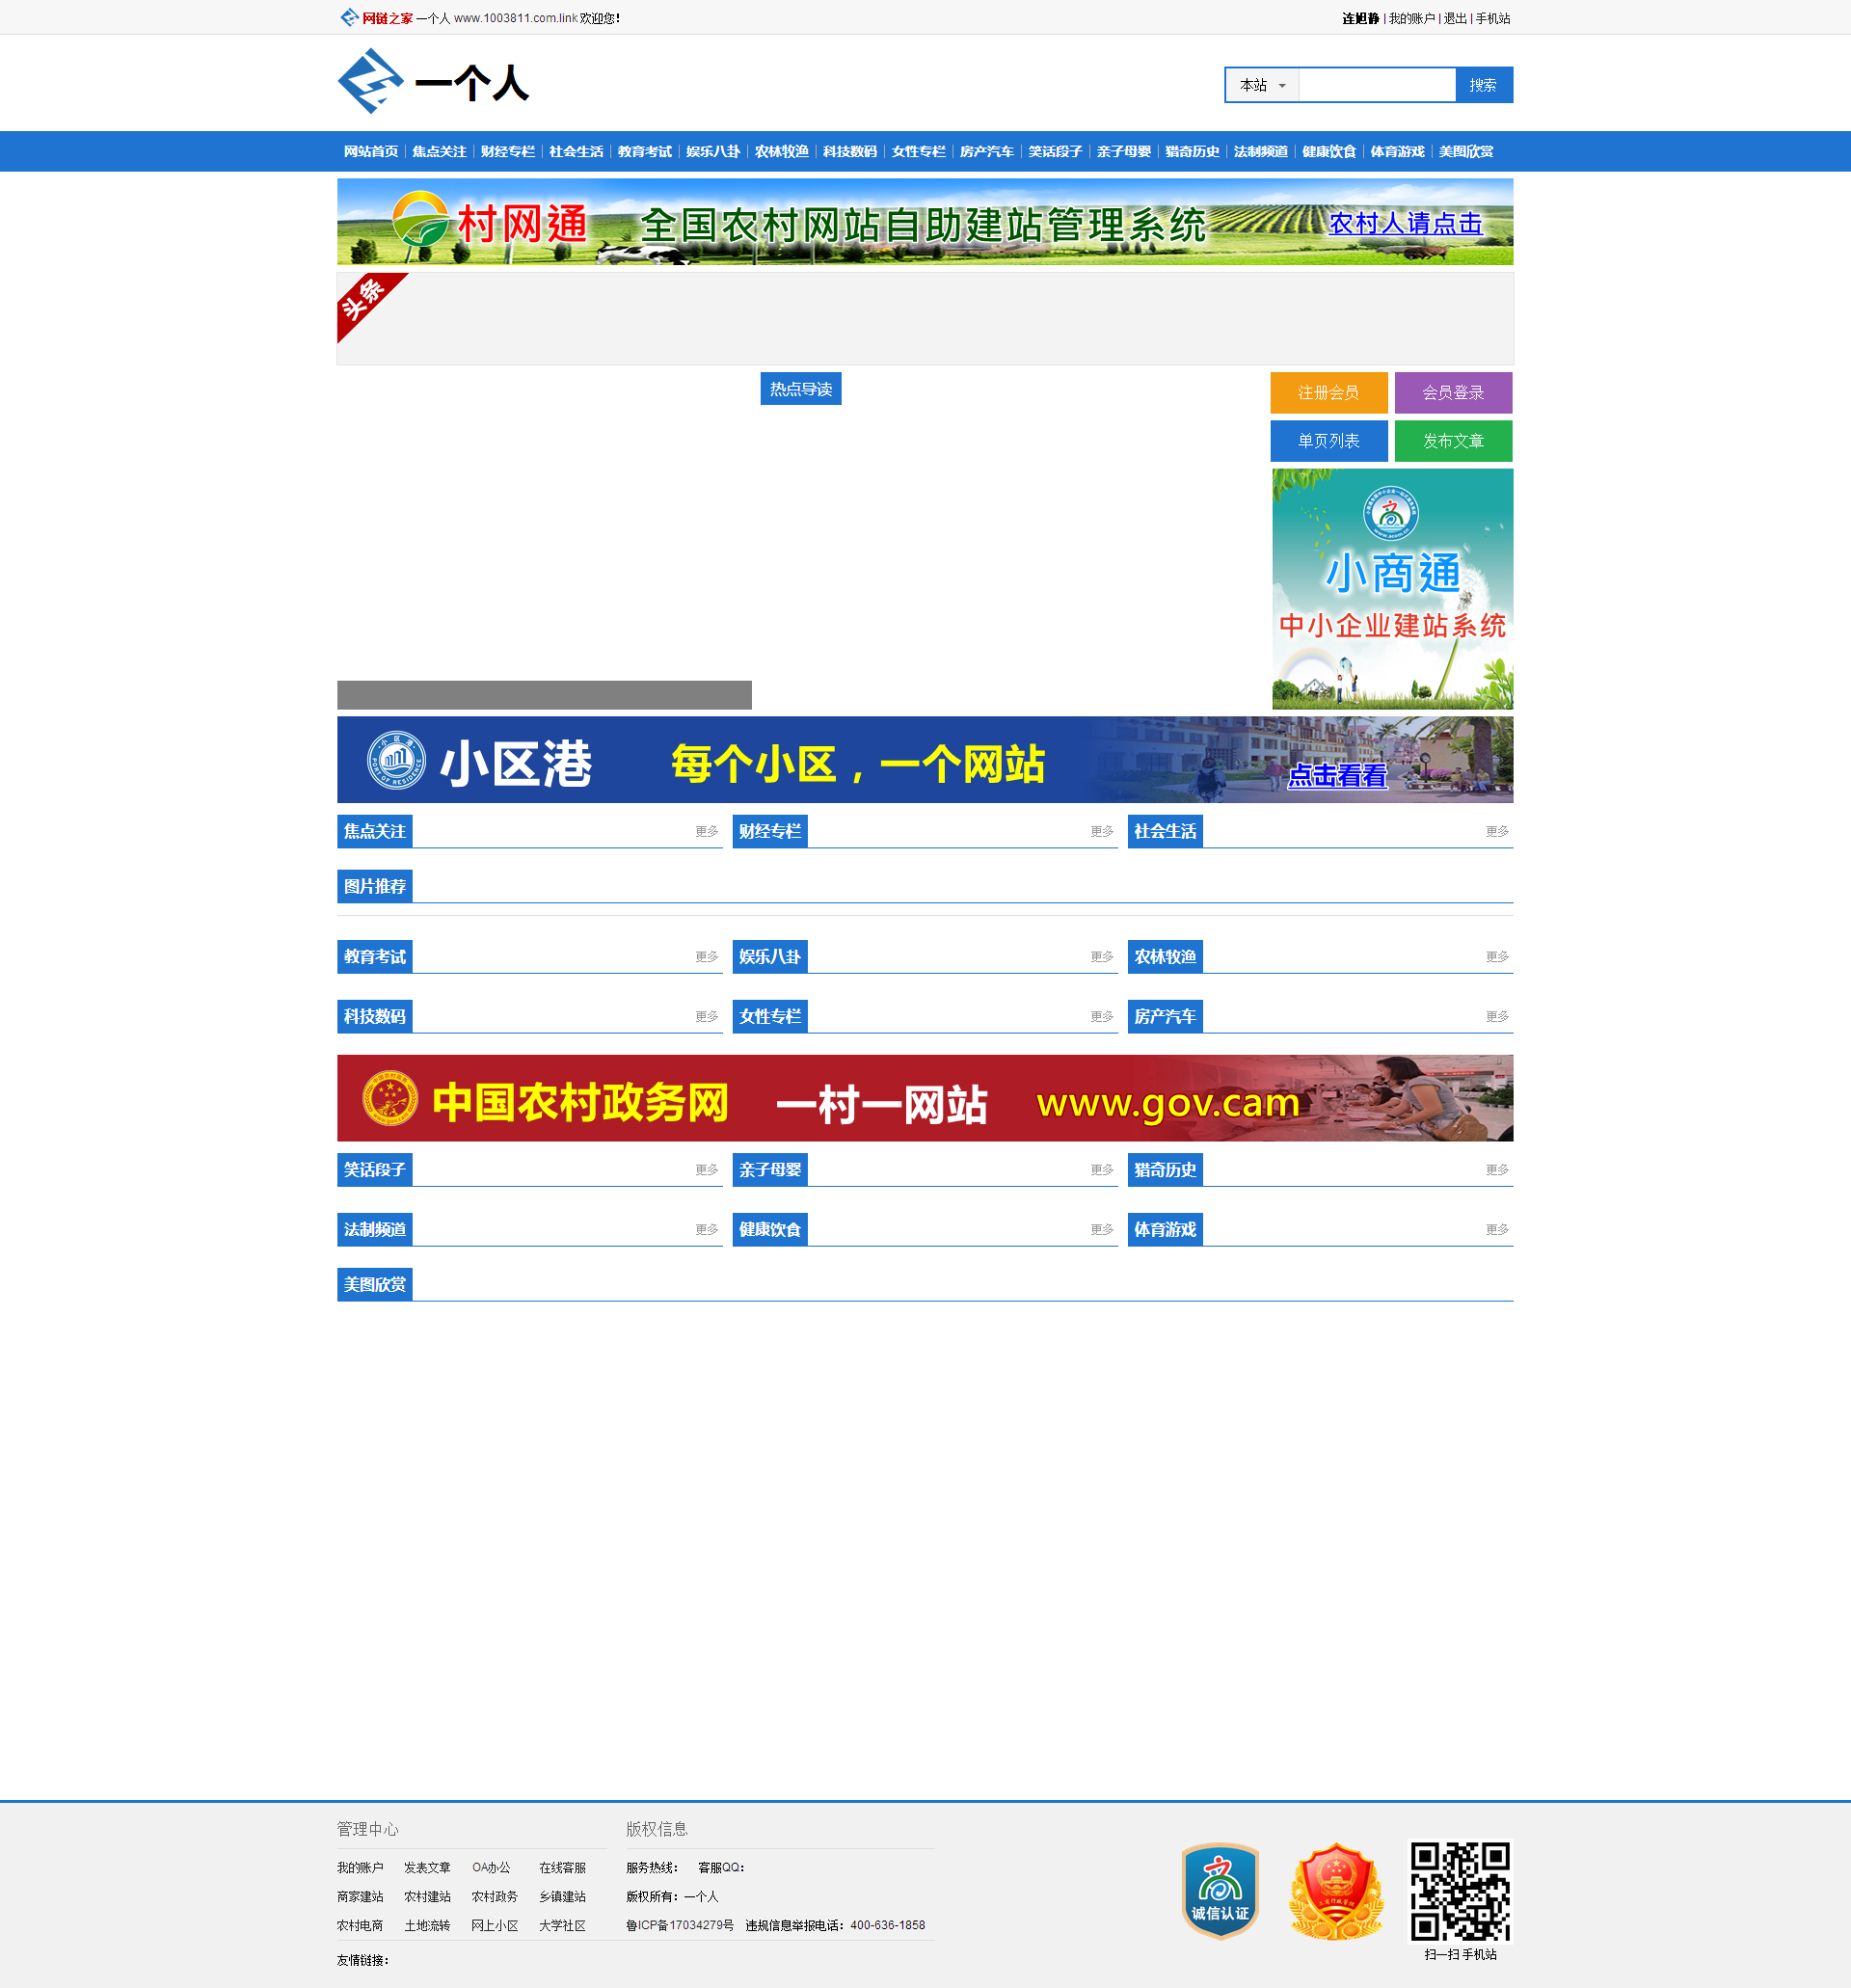 网链之家 一个人 www.1003811.com.link 欢迎您！
连旭静 | 我的账户 | 退出 | 手机站
一个人
本站 搜索
网站首页 焦点关注 财经专栏 社会生活 教育考试 娱乐八卦 农林牧渔 科技数码 女性专栏 房产汽车 笑话段子 亲子母婴 猎奇历史 法制频道 健康饮食 体育游戏 美图欣赏
村网通 全国农村网站自助建站管理系统 农村人请点击
头条
热点导读
注册会员 会员登录
单页列表 发布文章
小商通
中小企业建站系统
小区港 每个小区，一个网站 点击看看
焦点关注 更多 财经专栏 更多 社会生活 更多
图片推荐
教育考试 更多 娱乐八卦 更多 农林牧渔 更多
科技数码 更多 女性专栏 更多 房产汽车 更多
中国农村政务网 一村一网站 www.gov.cam
笑话段子 更多 亲子母婴 更多 猎奇历史 更多
法制频道 更多 健康饮食 更多 体育游戏 更多
美图欣赏
管理中心
我的账户 发表文章 OA办公 在线客服
商家建站 农村建站 农村政务 乡镇建站
农村电商 土地流转 网上小区 大学社区
版权信息
服务热线： 客服QQ：
版权所有：一个人
鲁ICP备17034279号 违规信息举报电话：400-636-1858
诚信认证
扫一扫 手机站
友情链接：